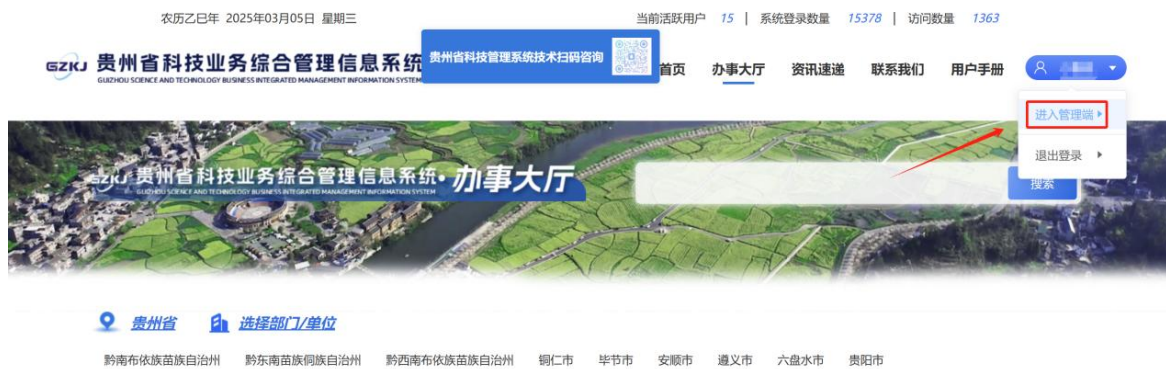 农历乙巳年 2025年03月05日 星期三
当前活跃用户 15 | 系统登录数量 15378 | 访问数量 1363
GZKJ 贵州省科技业务综合管理信息系统
GUIZHOU SCIENCE AND TECHNOLOGY BUSINESS INTEGRATED MANAGEMENT INFORMATION SYSTEM
贵州省科技管理系统技术扫码咨询
首页 办事大厅 资讯速递 联系我们 用户手册
进入管理端
退出登录
GZKJ 贵州省科技业务综合管理信息系统·办事大厅
GUIZHOU SCIENCE AND TECHNOLOGY BUSINESS INTEGRATED MANAGEMENT INFORMATION SYSTEM
搜索
贵州省 选择部门/单位
黔南布依族苗族自治州 黔东南苗族侗族自治州 黔西南布依族苗族自治州 铜仁市 毕节市 安顺市 遵义市 六盘水市 贵阳市